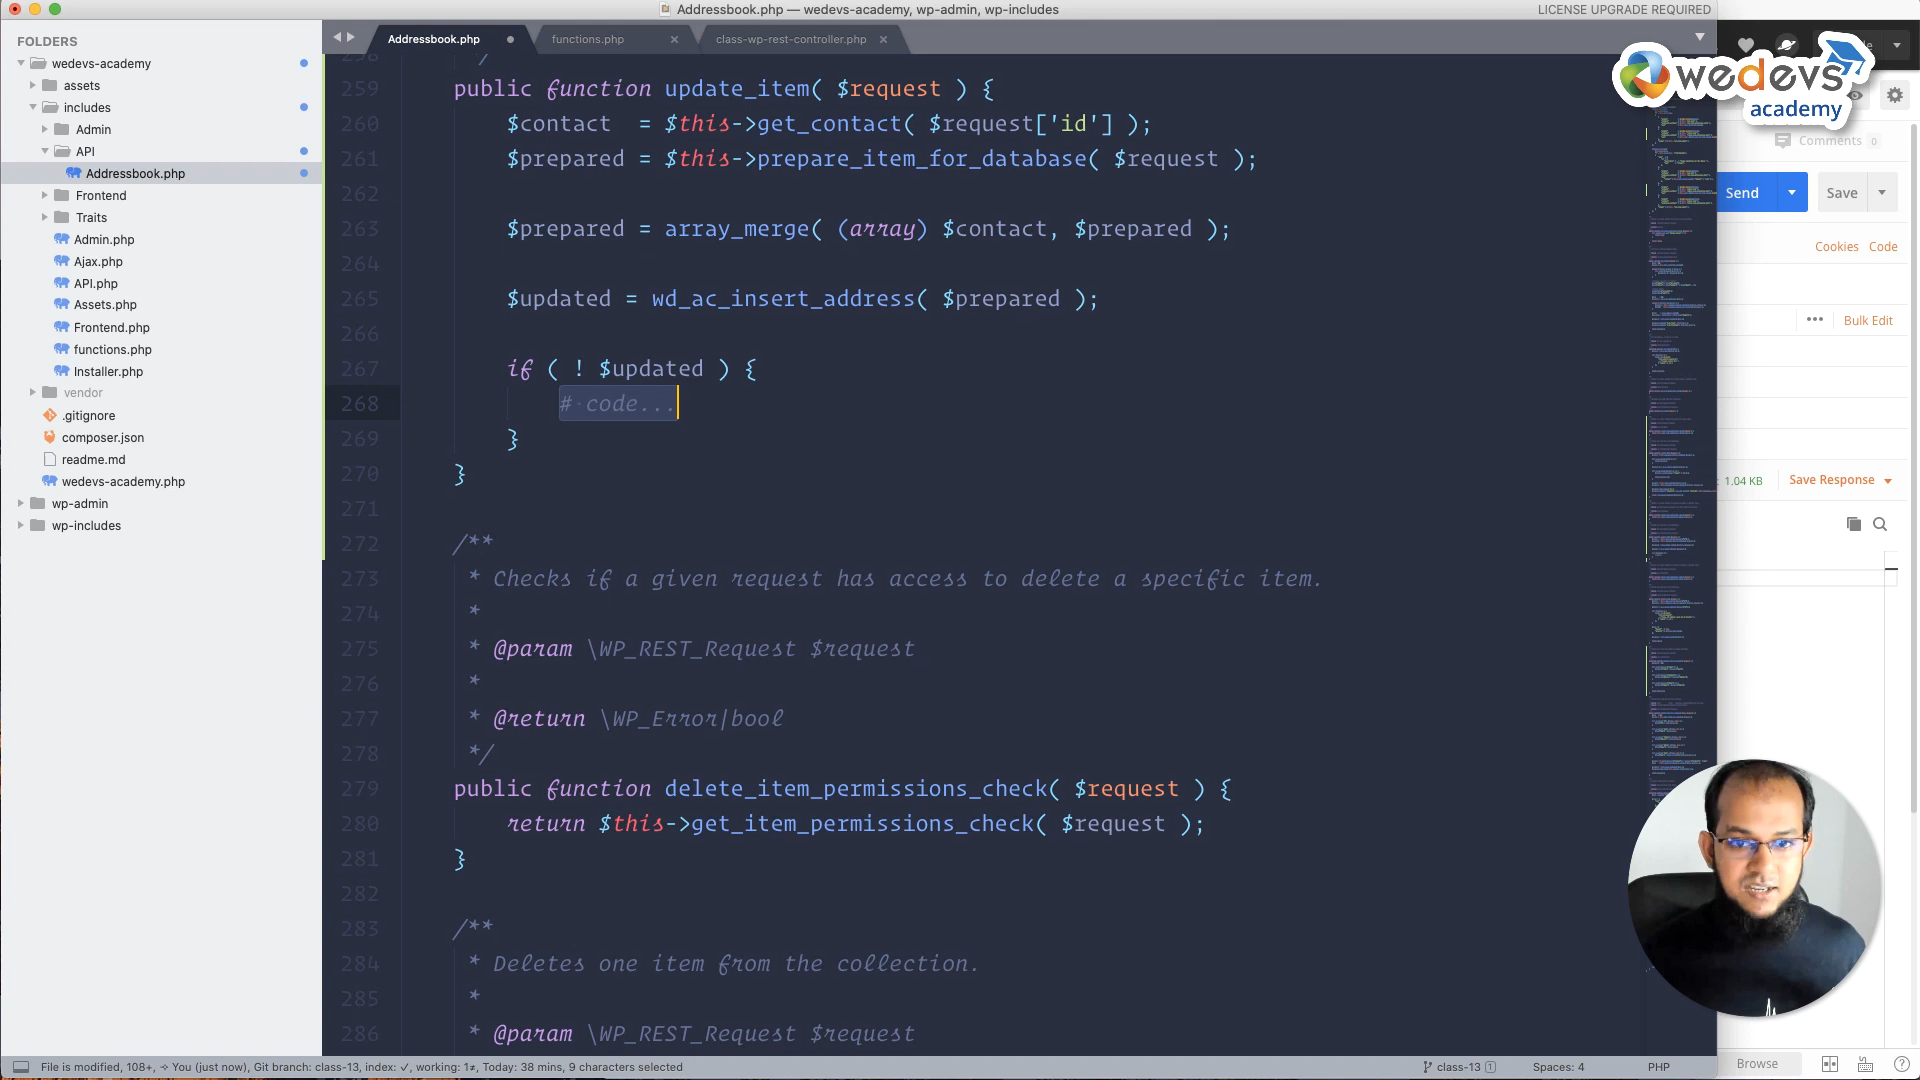 Addressbook.php — wedevs-academy, wp-admin, wp-includes
LICENSE UPGRADE REQUIRED
FOLDERS
wedevs-academy
assets
includes
Admin
API
Addressbook.php
Frontend
Traits
Admin.php
Ajax.php
API.php
Assets.php
Frontend.php
functions.php
Installer.php
vendor
.gitignore
composer.json
readme.md
wedevs-academy.php
wp-admin
wp-includes
Addressbook.php
functions.php
class-wp-rest-controller.php
259 public function update_item( $request ) {
260 $contact  = $this->get_contact( $request['id'] );
261 $prepared = $this->prepare_item_for_database( $request );
262
263 $prepared = array_merge( (array) $contact, $prepared );
264
265 $updated = wd_ac_insert_address( $prepared );
266
267 if ( ! $updated ) {
268 # code...
269 }
270 }
271
272 /**
273 * Checks if a given request has access to delete a specific item.
274 *
275 * @param \WP_REST_Request $request
276 *
277 * @return \WP_Error|bool
278 */
279 public function delete_item_permissions_check( $request ) {
280 return $this->get_item_permissions_check( $request );
281 }
282
283 /**
284 * Deletes one item from the collection.
285 *
286 * @param \WP_REST_Request $request
wedevs
academy
Comments 0
Send
Save
Cookies Code
••• Bulk Edit
1.04 KB Save Response
Browse
File is modified, 108+, ✧ You (just now), Git branch: class-13, index: ✓, working: 1≠, Today: 38 mins, 9 characters selected
class-13 1
Spaces: 4
PHP